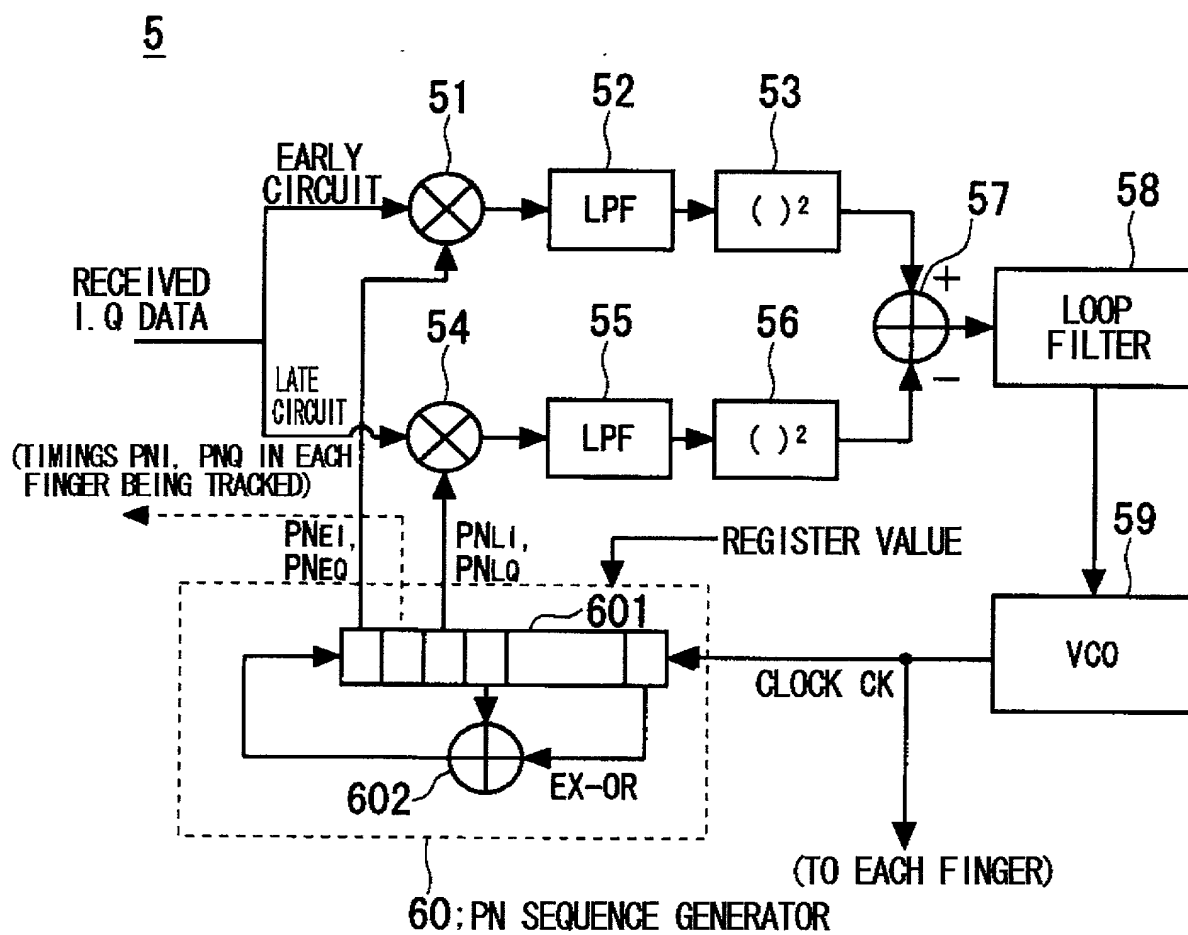 5
51
52
53
EARLY
CIRCUIT
LPF
( )²
57
58
RECEIVED
I.Q DATA
+
LOOP
FILTER
54
55
56
LATE
CIRCUIT
LPF
( )²
−
(TIMINGS PNI, PNQ IN EACH
FINGER BEING TRACKED)
PNEI,
PNEQ
PNLI,
PNLQ
REGISTER VALUE
59
601
VCO
CLOCK CK
602
EX-OR
(TO EACH FINGER)
60;PN SEQUENCE GENERATOR